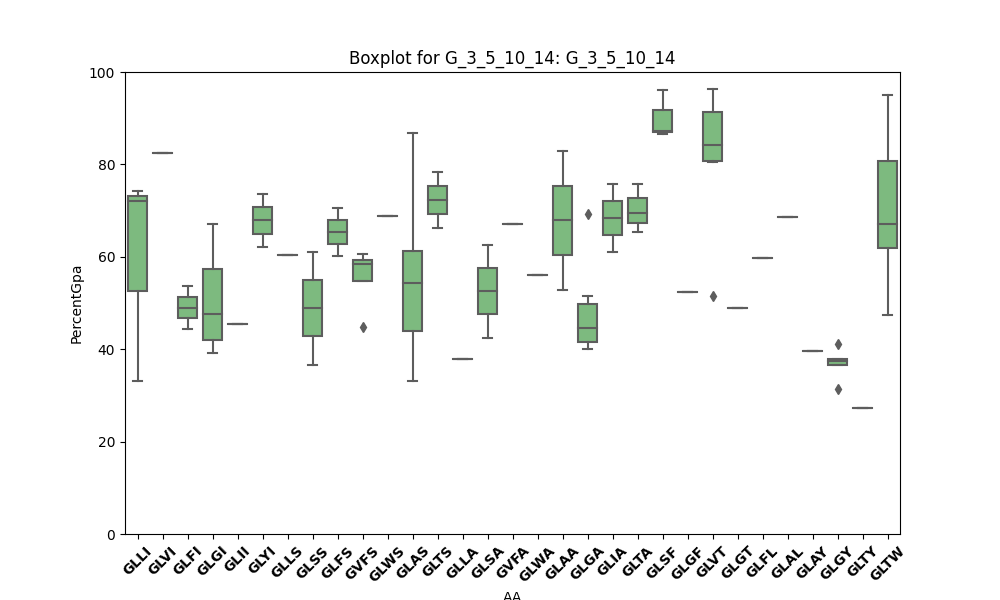 Boxplot for G_3_5_10_14: G_3_5_10_14
100
80
60
40
20
0
PercentGpa
GLLI GLVI GLFI GLGI GLII GLYI GLLS GLSS GLFS GVFS GLWS GLAS GLTS GLLA GLSA GVFA GLWA GLAA GLGA GLIA GLTA GLSF GLGF GLVT GLGT GLFL GLAL GLAY GLGY GLTY GLTW
AA